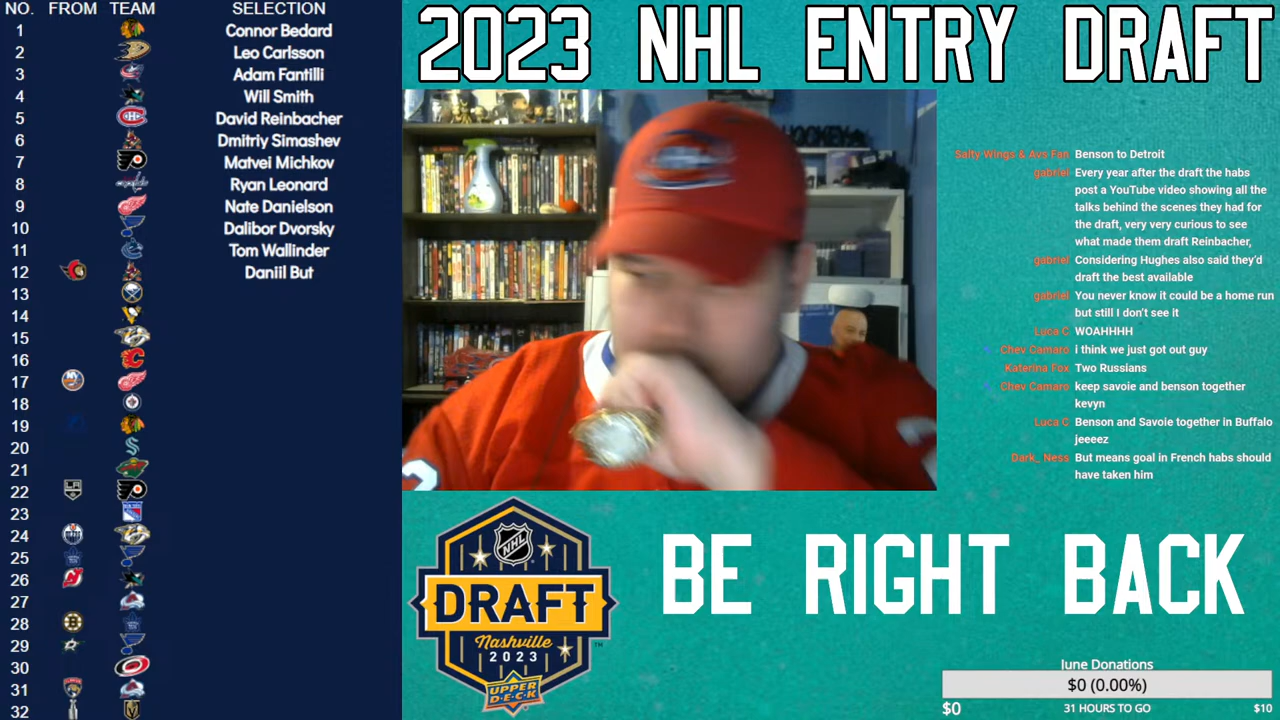 NO. FROM TEAM SELECTION
2023 NHL ENTRY DRAFT
1 Connor Bedard
2 Leo Carlsson
3 Adam Fantilli
4 Will Smith
5 David Reinbacher
6 Dmitriy Simashev
7 Matvei Michkov
8 Ryan Leonard
9 Nate Danielson
10 Dalibor Dvorsky
11 Tom Wallinder
12 Daniil But
13
14
15
16
17
18
19
20
21
22
23
24
25
26
27
28
29
30
31
32
HOCKEY
Salty Wings & Avs Fan Benson to Detroit
gabriel Every year after the draft the habs
post a YouTube video showing all the
talks behind the scenes they had for
the draft, very very curious to see
what made them draft Reinbacher,
gabriel Considering Hughes also said they'd
draft the best available
gabriel You never know it could be a home run
but still I don't see it
Luca C WOAHHHH
Chev Camaro i think we just got out guy
Katerina Fox Two Russians
Chev Camaro keep savoie and benson together
kevyn
Luca C Benson and Savoie together in Buffalo
jeeez
Dark_Ness But means goal in French habs should
have taken him
NHL
DRAFT
Nashville
2023
UPPER
DECK
BE RIGHT BACK
June Donations
$0 (0.00%)
$0 31 HOURS TO GO $10